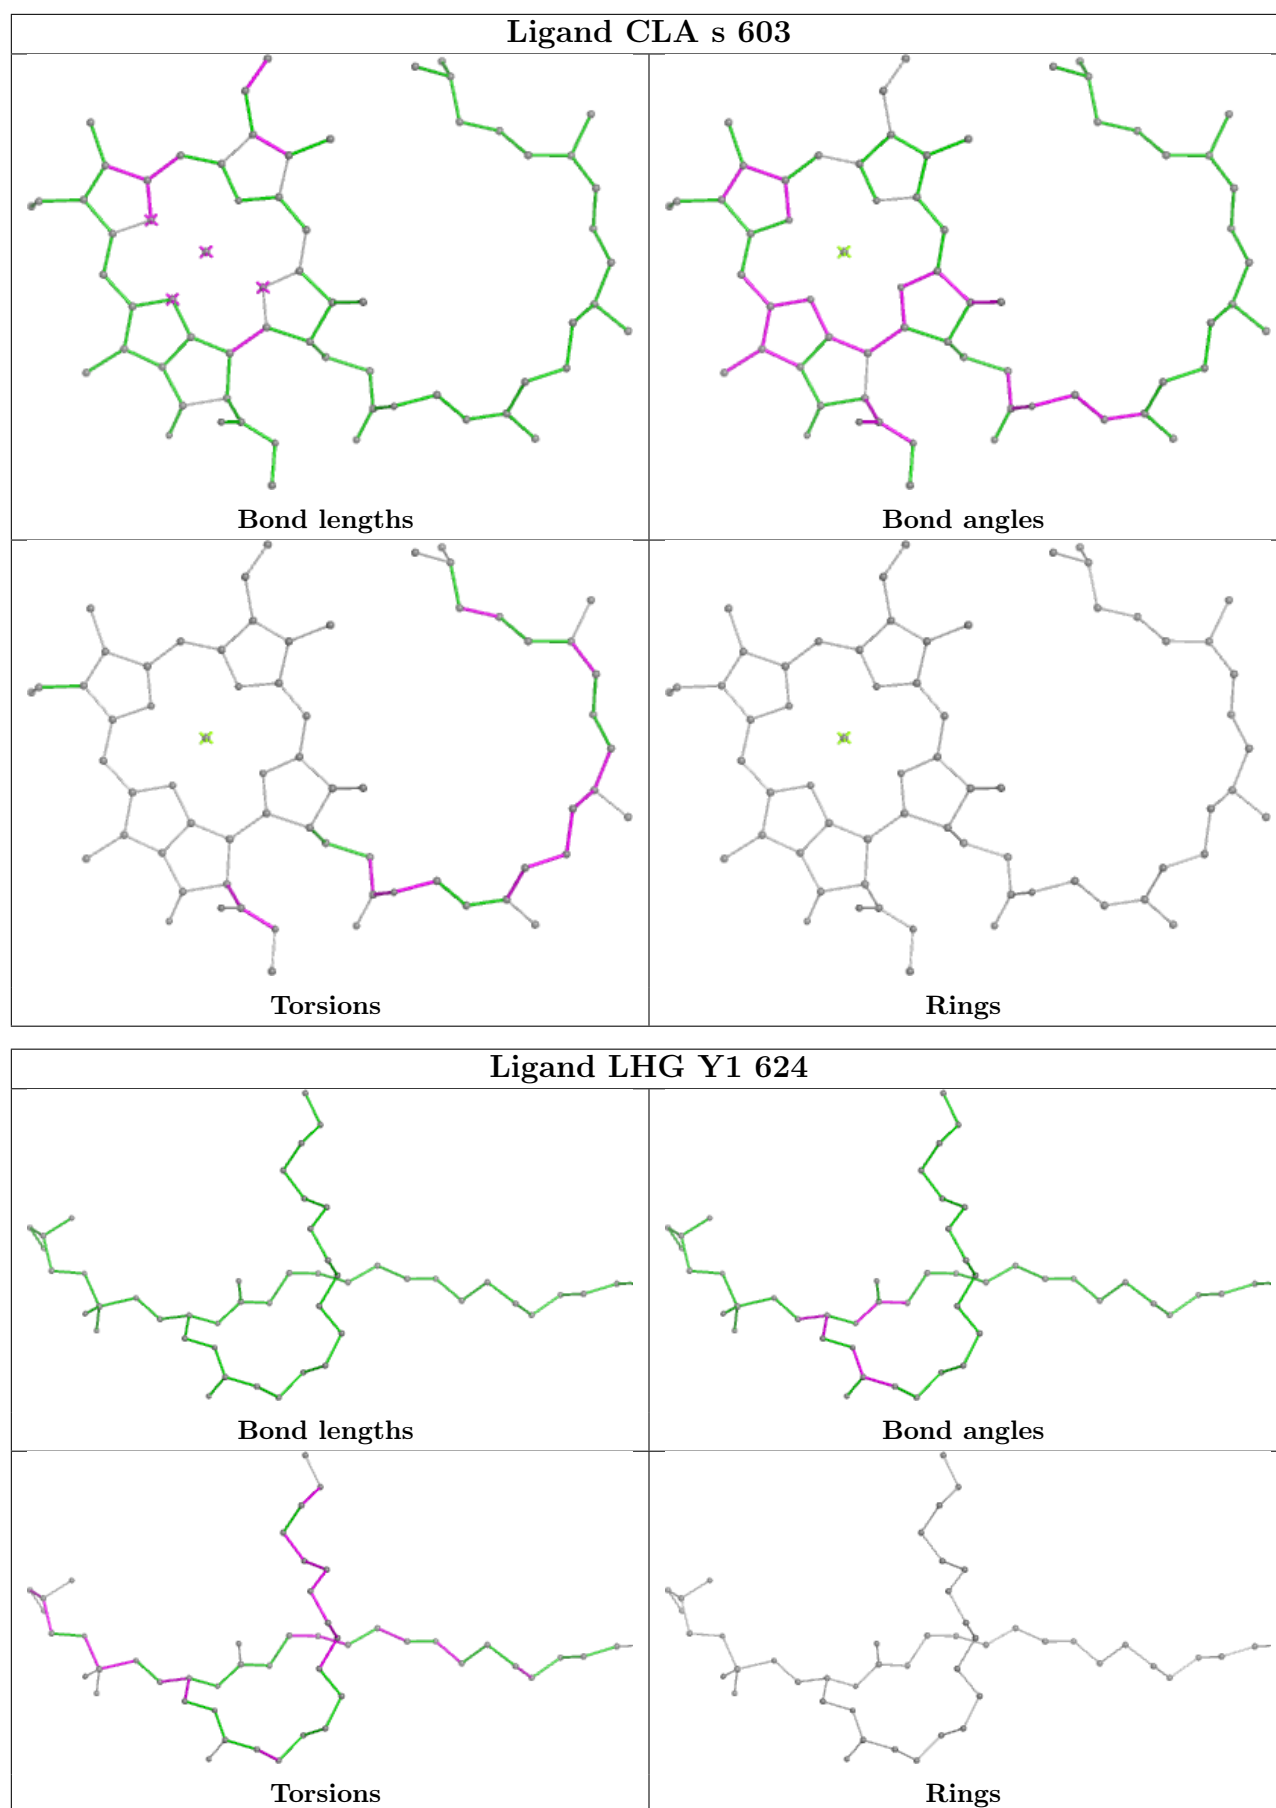 Ligand CLA s 603
Bond lengths
Bond angles
Torsions
Rings
Ligand LHG Y1 624
Bond lengths
Bond angles
Torsions
Rings